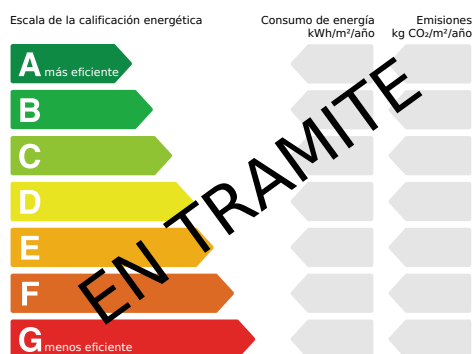 Escala de la calificación energética
Consumo de energía
kWh/m²/año
Emisiones
kg CO₂/m²/año
A más eficiente
B
C
D
E
F
G menos eficiente
EN TRAMITE